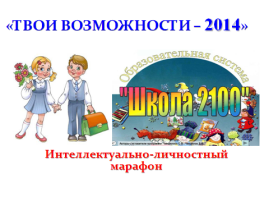 «ТВОИ ВОЗМОЖНОСТИ – 2014»
Образовательная система
"Школа 2100"
Интеллектуально-личностный
марафон